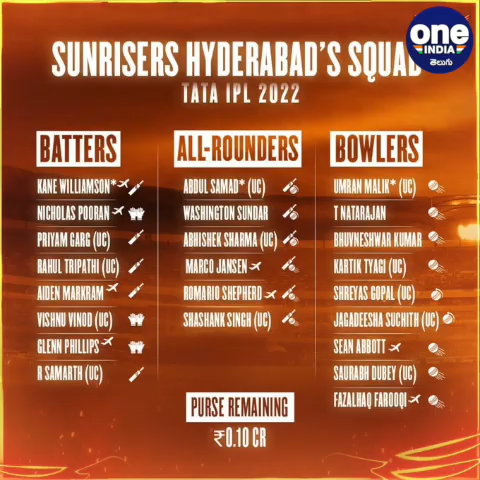 one
INDIA
తెలుగు
SUNRISERS HYDERABAD'S SQUAD
TATA IPL 2022
BATTERS
KANE WILLIAMSON*
NICHOLAS POORAN
PRIYAM GARG (UC)
RAHUL TRIPATHI (UC)
AIDEN MARKRAM
VISHNU VINOD (UC)
GLENN PHILLIPS
R SAMARTH (UC)
ALL-ROUNDERS
ABDUL SAMAD* (UC)
WASHINGTON SUNDAR
ABHISHEK SHARMA (UC)
MARCO JANSEN
ROMARIO SHEPHERD
SHASHANK SINGH (UC)
BOWLERS
UMRAN MALIK* (UC)
T NATARAJAN
BHUVNESHWAR KUMAR
KARTIK TYAGI (UC)
SHREYAS GOPAL (UC)
JAGADEESHA SUCHITH (UC)
SEAN ABBOTT
SAURABH DUBEY (UC)
FAZALHAQ FAROOQI
PURSE REMAINING
₹0.10 CR